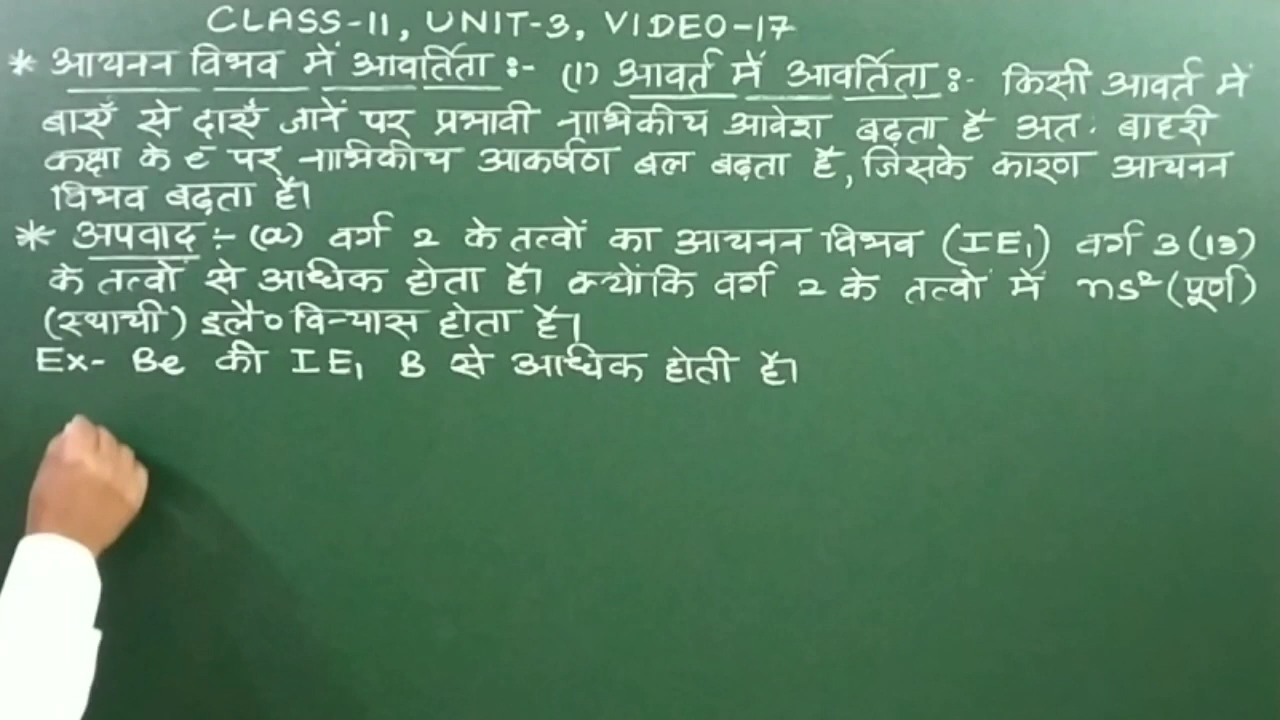 CLASS-11, UNIT-3, VIDEO-17
* आयनन विभव में आवर्तिता :- (1) आवर्त में आवर्तिता :- किसी आवर्त में
बाएँ से दाएँ जानें पर प्रभावी नाभिकीय आवेश बढ़ता है अतः बाहरी
कक्षा के e⁻ पर नाभिकीय आकर्षण बल बढ़ता है, जिसके कारण आयनन
विभव बढ़ता है।
* अपवाद :- (a) वर्ग 2 के तत्वों का आयनन विभव (IE₁) वर्ग 3 (13)
के तत्वों से अधिक होता है। क्योंकि वर्ग 2 के तत्वों में ns² (पूर्ण)
(स्थायी) इलै० विन्यास होता है।
Ex- Be की IE₁ B से अधिक होती है।